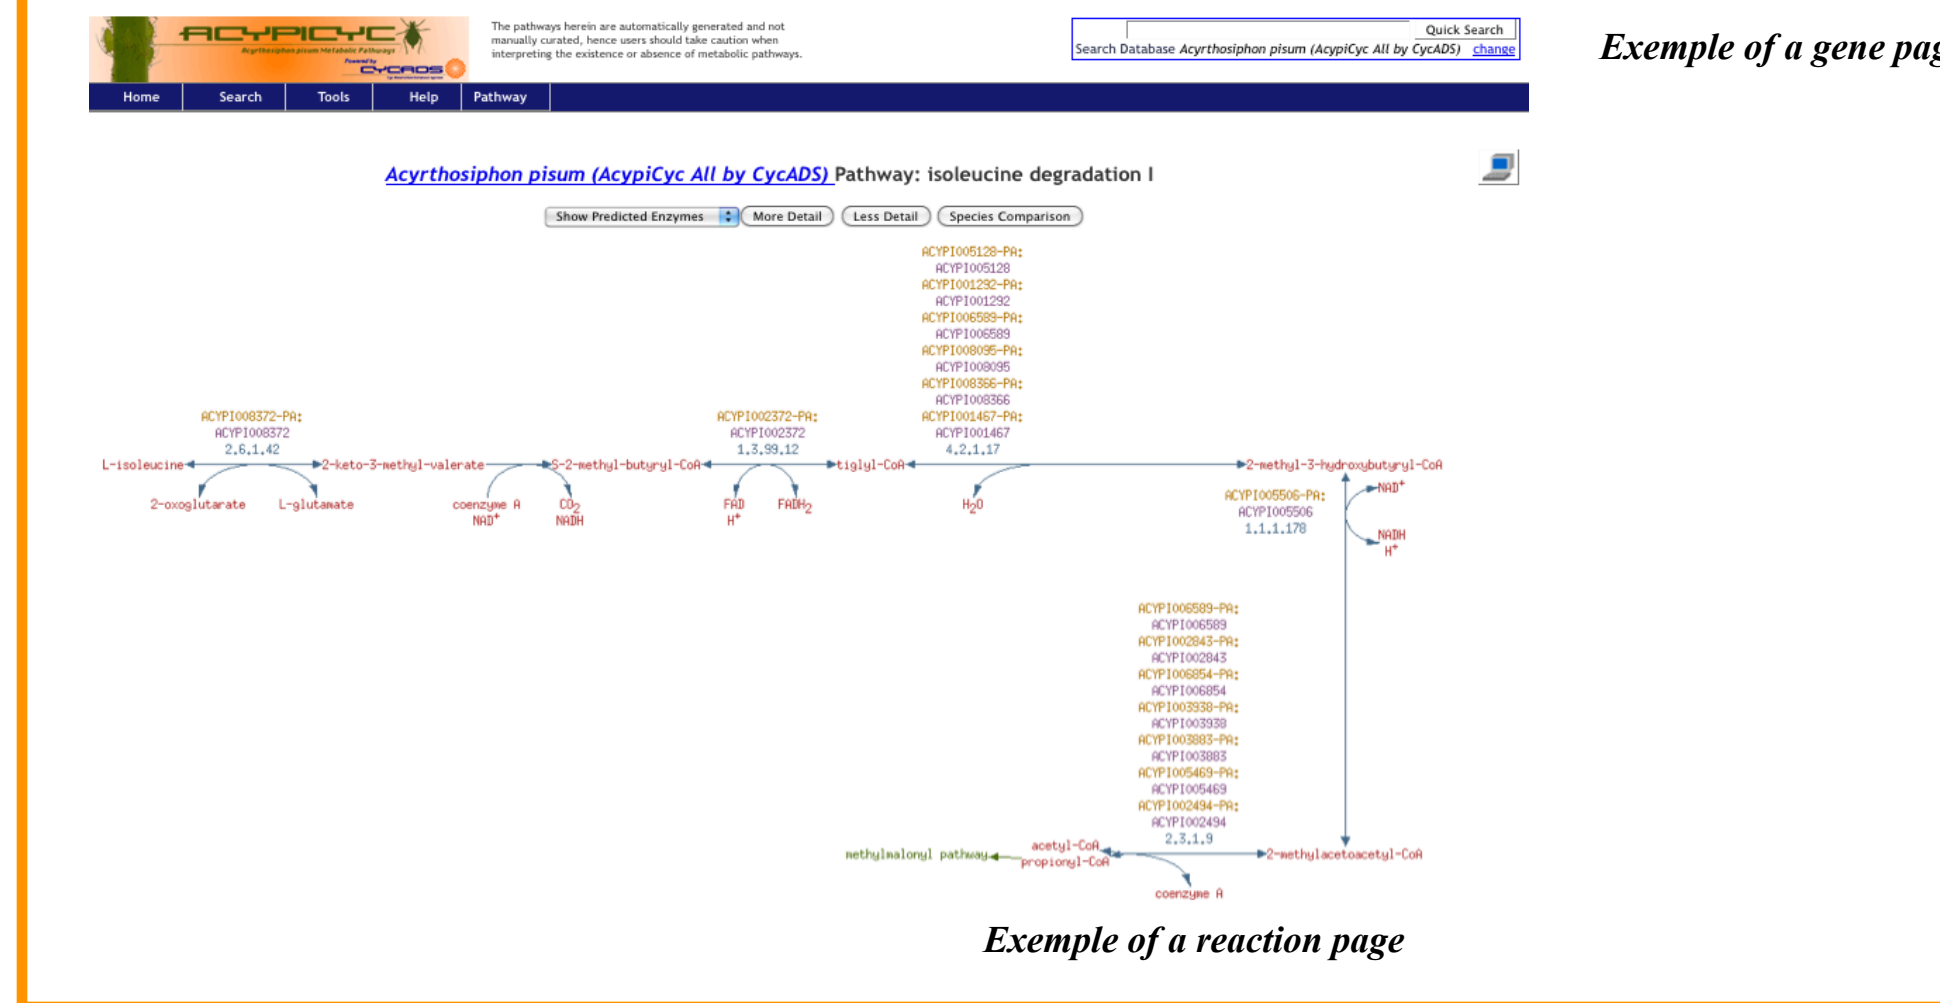 ACYPICYC
Acyrthosiphon pisum Metabolic Pathways
Powered by
CYCADS
The pathways herein are automatically generated and not
manually curated, hence users should take caution when
interpreting the existence or absence of metabolic pathways.
Quick Search
Search Database Acyrthosiphon pisum (AcypiCyc All by CycADS) change
Exemple of a gene pag
Home Search Tools Help Pathway
Acyrthosiphon pisum (AcypiCyc All by CycADS) Pathway: isoleucine degradation I
Show Predicted Enzymes More Detail Less Detail Species Comparison
ACYPI005128-PA:
ACYPI005128
ACYPI001292-PA:
ACYPI001292
ACYPI006589-PA:
ACYPI006589
ACYPI008095-PA:
ACYPI008095
ACYPI008366-PA:
ACYPI008366
ACYPI008372-PA: ACYPI002372-PA: ACYPI001467-PA:
ACYPI008372 ACYPI002372 ACYPI001467
2.6.1.42 1.3.99.12 4.2.1.17
L-isoleucine 2-keto-3-methyl-valerate S-2-methyl-butyryl-CoA tiglyl-CoA 2-methyl-3-hydroxybutyryl-CoA
2-oxoglutarate L-glutamate coenzyme A CO2 FAD FADH2 H2O
NAD+ NADH H+
ACYPI005506-PA: NAD+
ACYPI005506
1.1.1.178
NADH
H+
ACYPI006589-PA:
ACYPI006589
ACYPI002843-PA:
ACYPI002843
ACYPI006854-PA:
ACYPI006854
ACYPI003938-PA:
ACYPI003938
ACYPI003883-PA:
ACYPI003883
ACYPI005469-PA:
ACYPI005469
ACYPI002494-PA:
ACYPI002494
2.3.1.9
methylmalonyl pathway acetyl-CoA 2-methylacetoacetyl-CoA
propionyl-CoA
coenzyme A
Exemple of a reaction page